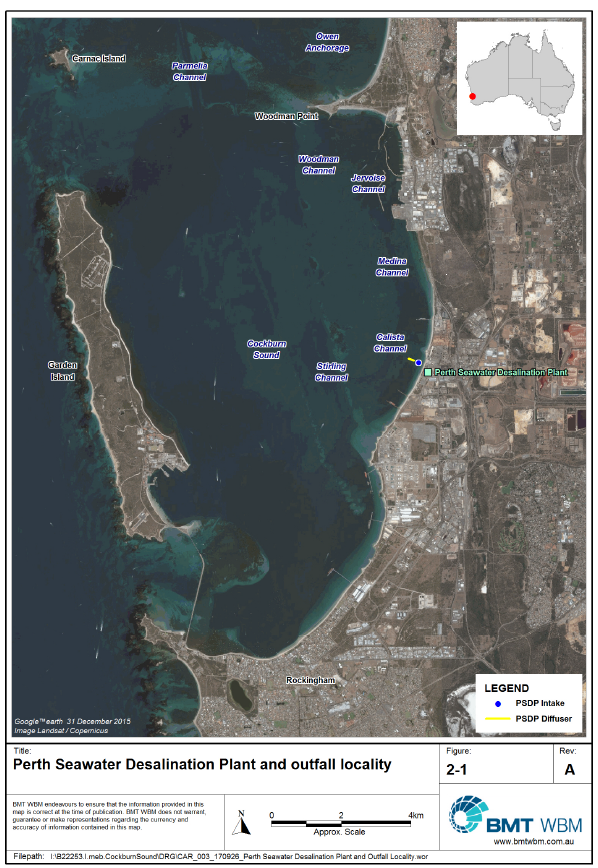 Owen
Anchorage
Carnac Island
Parmelia
Channel
Woodman Point
Woodman
Channel
Jervoise
Channel
Medina
Channel
Calista
Channel
Cockburn
Sound
Stirling
Channel
Perth Seawater Desalination Plant
Garden
Island
Rockingham
LEGEND
PSDP Intake
PSDP Diffuser
Google™earth 31 December 2015
Image Landsat / Copernicus
Title:
Perth Seawater Desalination Plant and outfall locality
Figure:
2-1
Rev:
A
BMT WBM endeavours to ensure that the information provided in this
map is correct at the time of publication. BMT WBM does not warrant,
guarantee or make representations regarding the currency and
accuracy of information contained in this map.
N
0 2 4km
Approx. Scale
BMT WBM
www.bmtwbm.com.au
Filepath: I:\B22253.I.meb.CockburnSound\DRG\CAR_003_170926_Perth Seawater Desalination Plant and Outfall Locality.wor